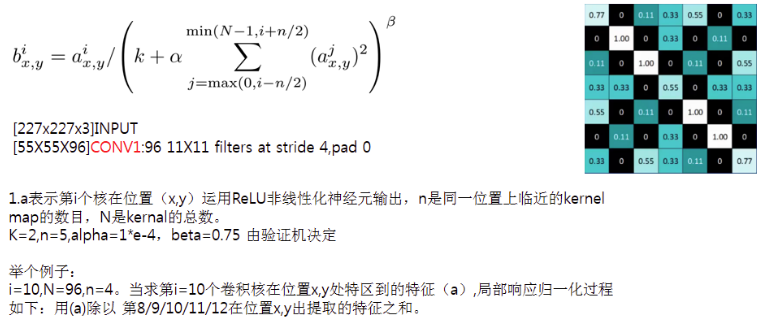 b^i_{x,y} = a^i_{x,y} / ( k + α ∑_{j=max(0,i−n/2)}^{min(N−1,i+n/2)} (a^j_{x,y})^2 )^β
[227x227x3]INPUT
[55X55X96]CONV1:96 11X11 filters at stride 4,pad 0
0.77 0 0.11 0.33 0.55 0 0.33
0 1.00 0 0.33 0 0.11 0
0.11 0 1.00 0 0.11 0 0.55
0.33 0.33 0 0.55 0 0.33 0.33
0.55 0 0.11 0 1.00 0 0.11
0 0.11 0 0.33 0 1.00 0
0.33 0 0.55 0.33 0.11 0 0.77
1.a表示第i个核在位置（x,y）运用ReLU非线性化神经元输出，n是同一位置上临近的kernel
map的数目，N是kernal的总数。
K=2,n=5,alpha=1*e-4，beta=0.75 由验证机决定
举个例子：
i=10,N=96,n=4。当求第i=10个卷积核在位置x,y处特区到的特征（a）,局部响应归一化过程
如下：用(a)除以 第8/9/10/11/12在位置x,y出提取的特征之和。